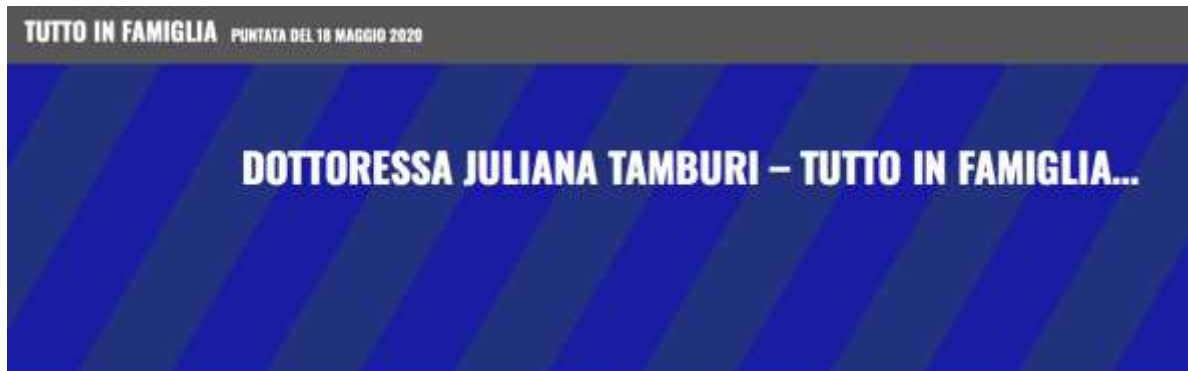 TUTTO IN FAMIGLIA PUNTATA DEL 18 MAGGIO 2020
DOTTORESSA JULIANA TAMBURI – TUTTO IN FAMIGLIA...